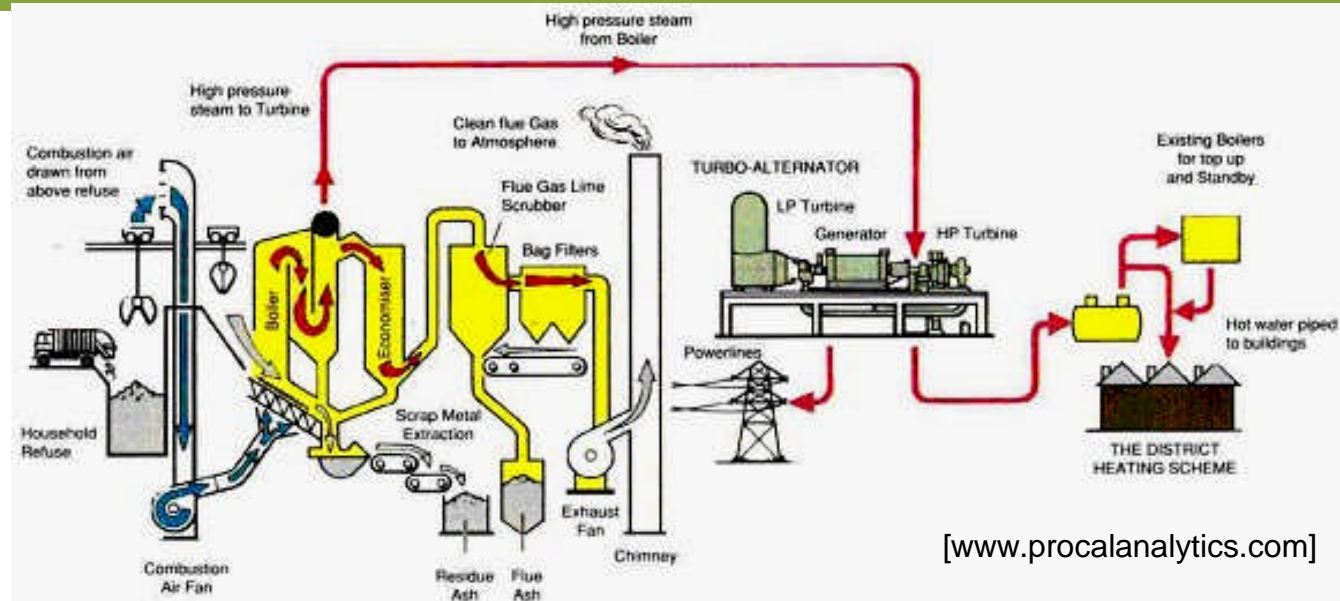 High pressure steam
from Boiler
High pressure
steam to Turbine
Clean flue Gas
to Atmosphere
Combustion air
drawn from
above refuse
Existing Boilers
for top up
and Standby
TURBO-ALTERNATOR
Flue Gas Lime
Scrubber
LP Turbine
Generator
HP Turbine
Bag Filters
Boiler
Economiser
Hot water piped
to buildings
Powerlines
Scrap Metal
Extraction
Household
Refuse
THE DISTRICT
HEATING SCHEME
Exhaust
Fan
Chimney
[www.procalanalytics.com]
Combustion
Air Fan
Residue
Ash
Flue
Ash